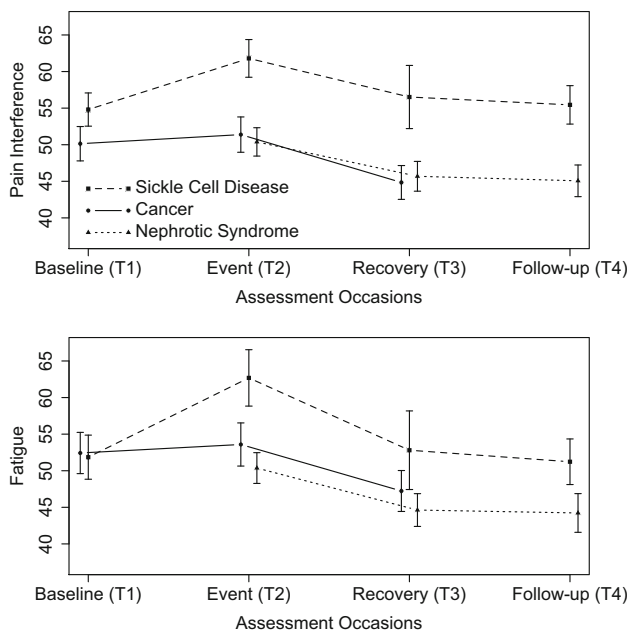 65
60
55
50
45
40
Pain Interference
Sickle Cell Disease
Cancer
Nephrotic Syndrome
Baseline (T1) Event (T2) Recovery (T3) Follow-up (T4)
Assessment Occasions
65
60
55
50
45
40
Fatigue
Baseline (T1) Event (T2) Recovery (T3) Follow-up (T4)
Assessment Occasions